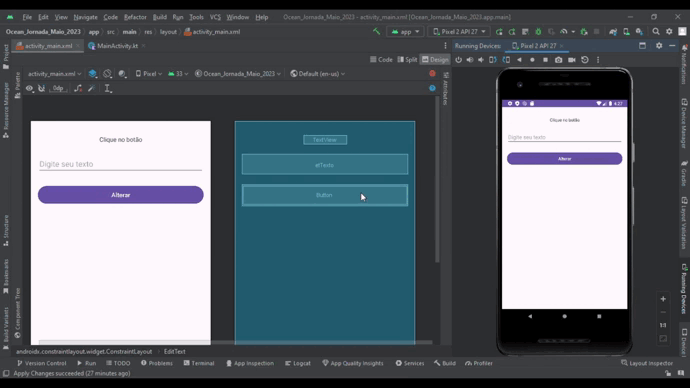 File Edit View Navigate Code Refactor Build Run Tools VCS Window Help Ocean_Jornada_Maio_2023 - activity_main.xml [Ocean_Jornada_Maio_2023.app.main]
Ocean_Jornada_Maio_2023 app src main res layout activity_main.xml app Pixel 2 API 27
activity_main.xml MainActivity.kt Running Devices: Pixel 2 API 27
Code Split Design
activity_main.xml Pixel 33 Ocean_Jornada_Maio_2023 Default (en-us)
0dp
Project
Resource Manager
Structure
Bookmarks
Build Variants
Palette
Component Tree
Clique no botão
Digite seu texto
Alterar
TextView
etTexto
Button
Attributes
4:27
Clique no botão
Digite seu texto
Alterar
1:1
Notifications
Device Manager
Gradle
Layout Validation
Running Devices
androidx.constraintlayout.widget.ConstraintLayout EditText
Version Control Run TODO Problems Terminal App Inspection Logcat App Quality Insights Services Build Profiler Layout Inspector
Apply Changes succeeded (27 minutes ago)